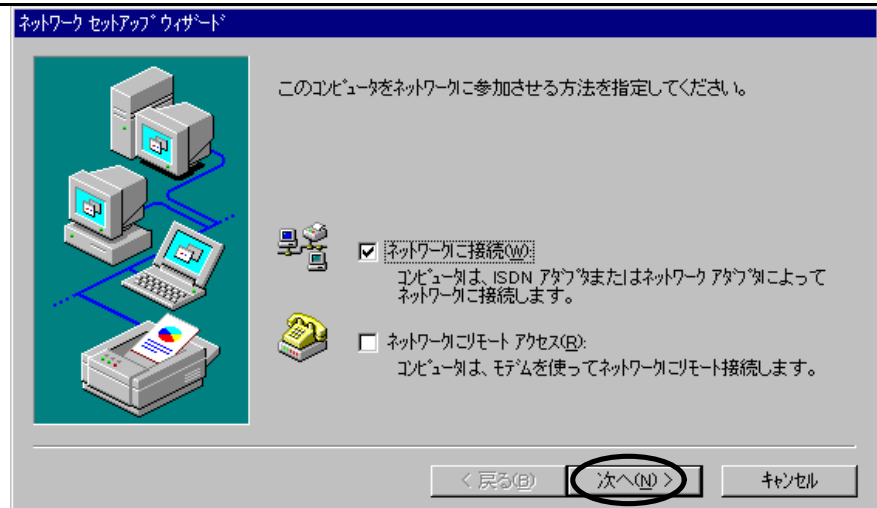 ネットワーク セットアップ ウィザード
このコンピュータをネットワークに参加させる方法を指定してください。
ネットワークに接続(W):
コンピュータは、ISDN アダプタまたはネットワーク アダプタによって
ネットワークに接続します。
ネットワークにリモート アクセス(R):
コンピュータは、モデムを使ってネットワークにリモート接続します。
< 戻る(B)
次へ(N) >
キャンセル